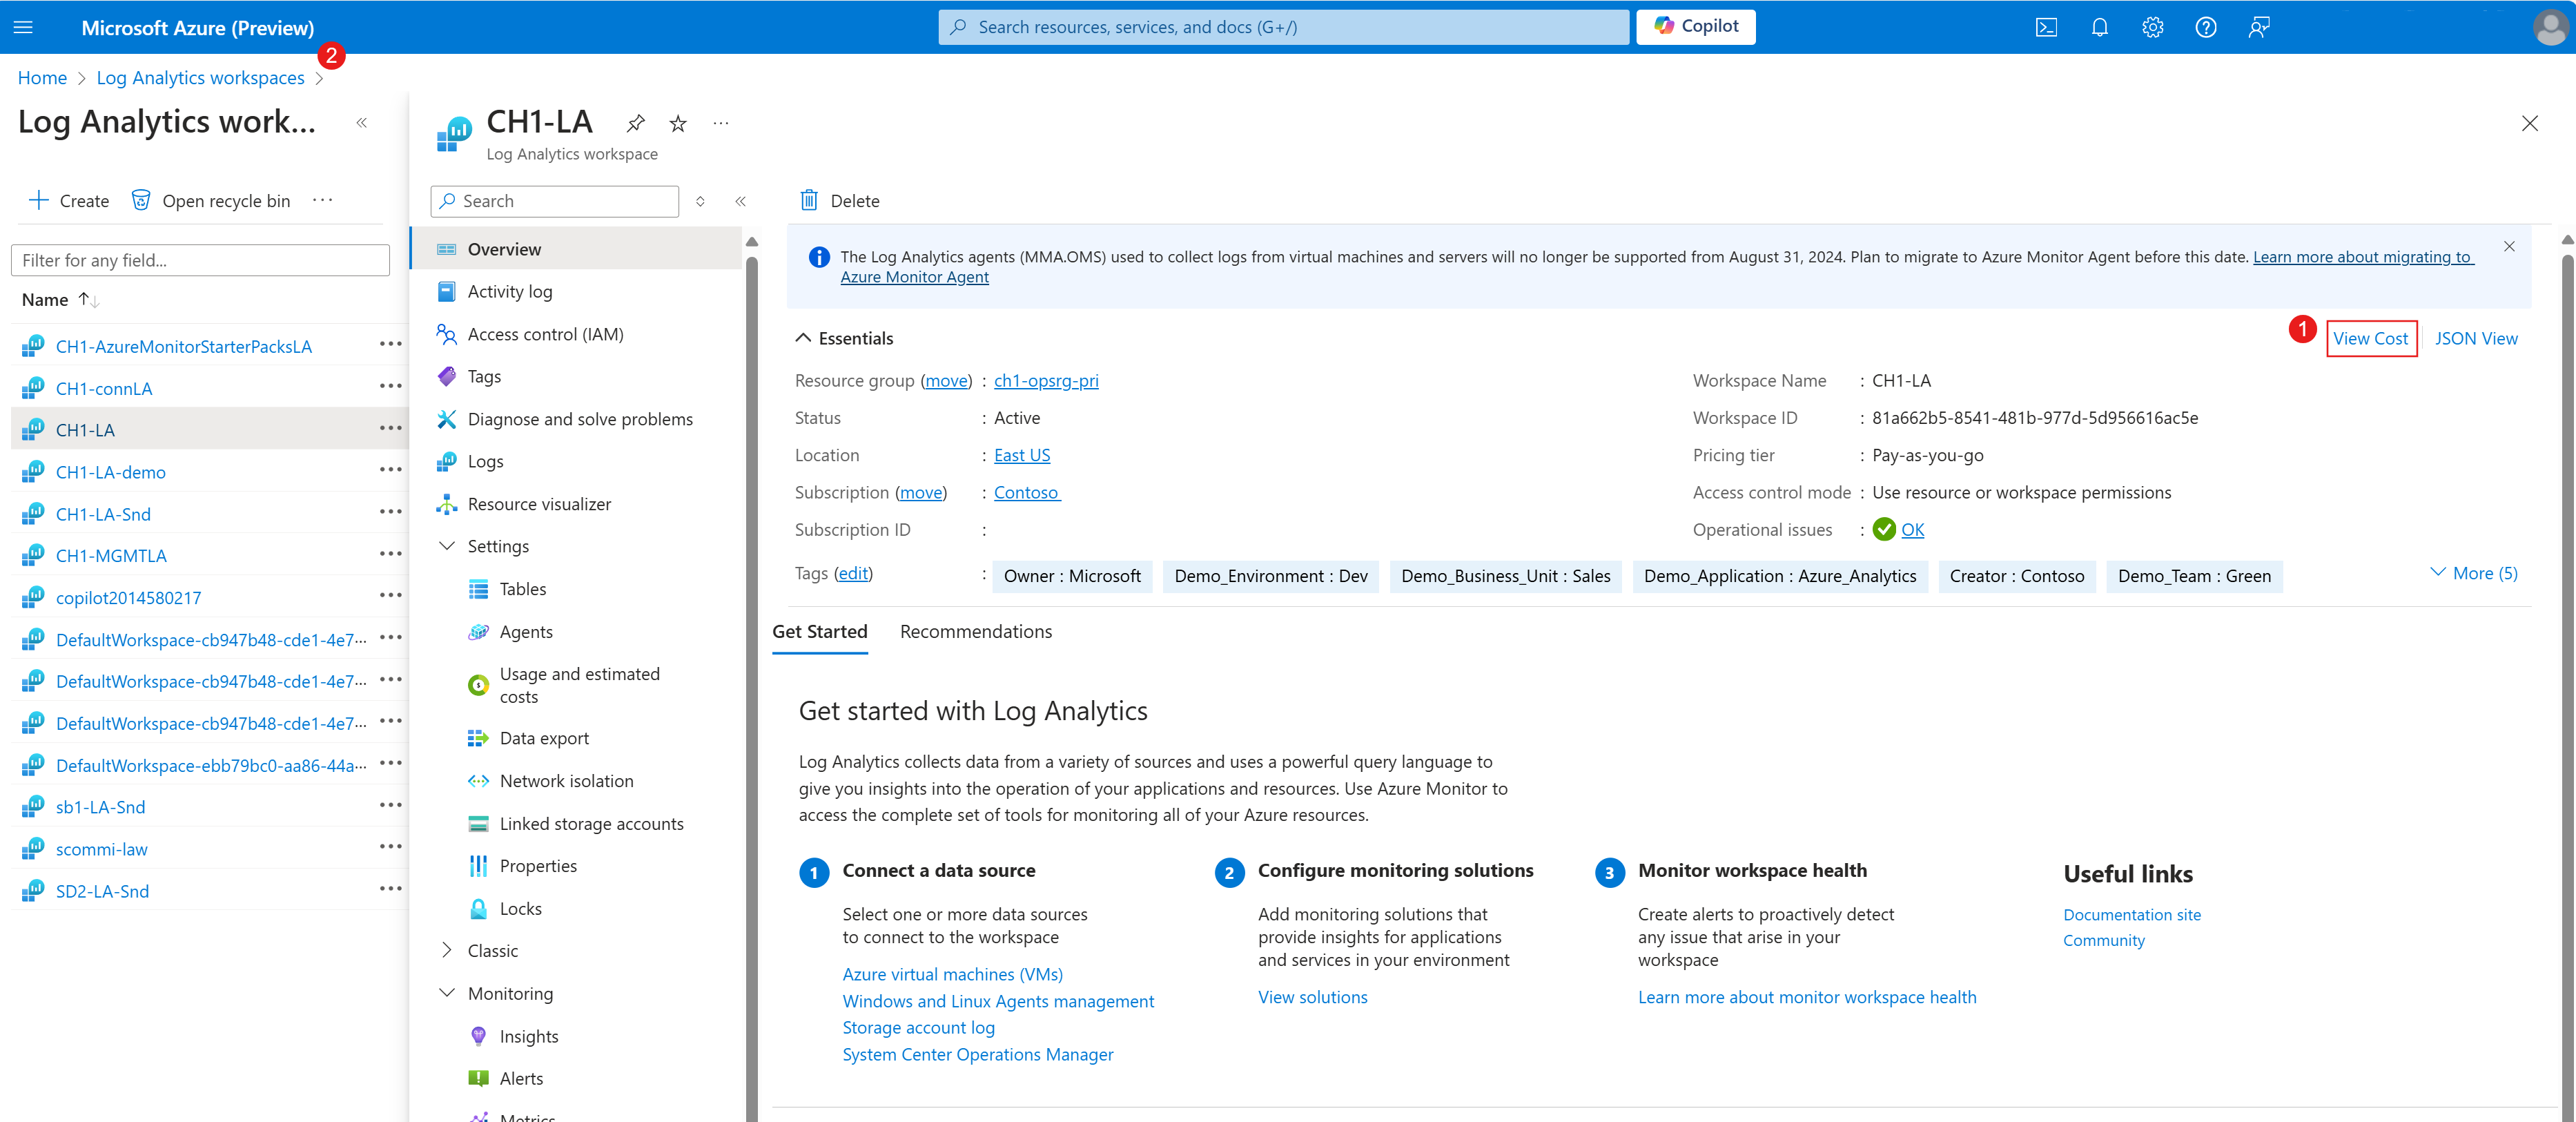 Microsoft Azure (Preview)
Search resources, services, and docs (G+/)
Copilot
2
Home > Log Analytics workspaces >
Log Analytics work...
«
Create
Open recycle bin
...
Filter for any field...
Name ↑↓
CH1-AzureMonitorStarterPacksLA
CH1-connLA
CH1-LA
CH1-LA-demo
CH1-LA-Snd
CH1-MGMTLA
copilot2014580217
DefaultWorkspace-cb947b48-cde1-4e7...
DefaultWorkspace-cb947b48-cde1-4e7...
DefaultWorkspace-cb947b48-cde1-4e7...
DefaultWorkspace-ebb79bc0-aa86-44a...
sb1-LA-Snd
scommi-law
SD2-LA-Snd
CH1-LA
Log Analytics workspace
Search
«
Overview
Activity log
Access control (IAM)
Tags
Diagnose and solve problems
Logs
Resource visualizer
Settings
Tables
Agents
Usage and estimated
costs
Data export
Network isolation
Linked storage accounts
Properties
Locks
Classic
Monitoring
Insights
Alerts
Metrics
Delete
The Log Analytics agents (MMA.OMS) used to collect logs from virtual machines and servers will no longer be supported from August 31, 2024. Plan to migrate to Azure Monitor Agent before this date. Learn more about migrating to
Azure Monitor Agent
Essentials
1
View Cost
JSON View
Resource group (move) : ch1-opsrg-pri
Status : Active
Location : East US
Subscription (move) : Contoso
Subscription ID :
Workspace Name : CH1-LA
Workspace ID : 81a662b5-8541-481b-977d-5d956616ac5e
Pricing tier : Pay-as-you-go
Access control mode : Use resource or workspace permissions
Operational issues : OK
Tags (edit) : Owner : Microsoft Demo_Environment : Dev Demo_Business_Unit : Sales Demo_Application : Azure_Analytics Creator : Contoso Demo_Team : Green
More (5)
Get Started
Recommendations
Get started with Log Analytics
Log Analytics collects data from a variety of sources and uses a powerful query language to
give you insights into the operation of your applications and resources. Use Azure Monitor to
access the complete set of tools for monitoring all of your Azure resources.
1 Connect a data source
Select one or more data sources
to connect to the workspace
Azure virtual machines (VMs)
Windows and Linux Agents management
Storage account log
System Center Operations Manager
2 Configure monitoring solutions
Add monitoring solutions that
provide insights for applications
and services in your environment
View solutions
3 Monitor workspace health
Create alerts to proactively detect
any issue that arise in your
workspace
Learn more about monitor workspace health
Useful links
Documentation site
Community